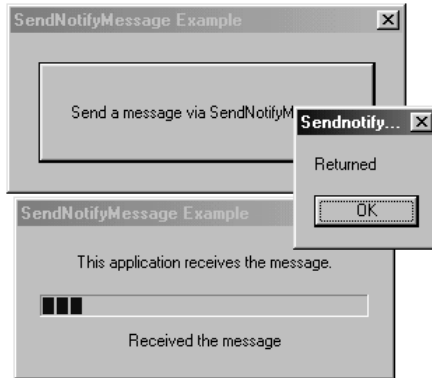 SendNotifyMessage Example
Send a message via SendNotifyM
Sendnotify...
Returned
OK
SendNotifyMessage Example
This application receives the message.
Received the message